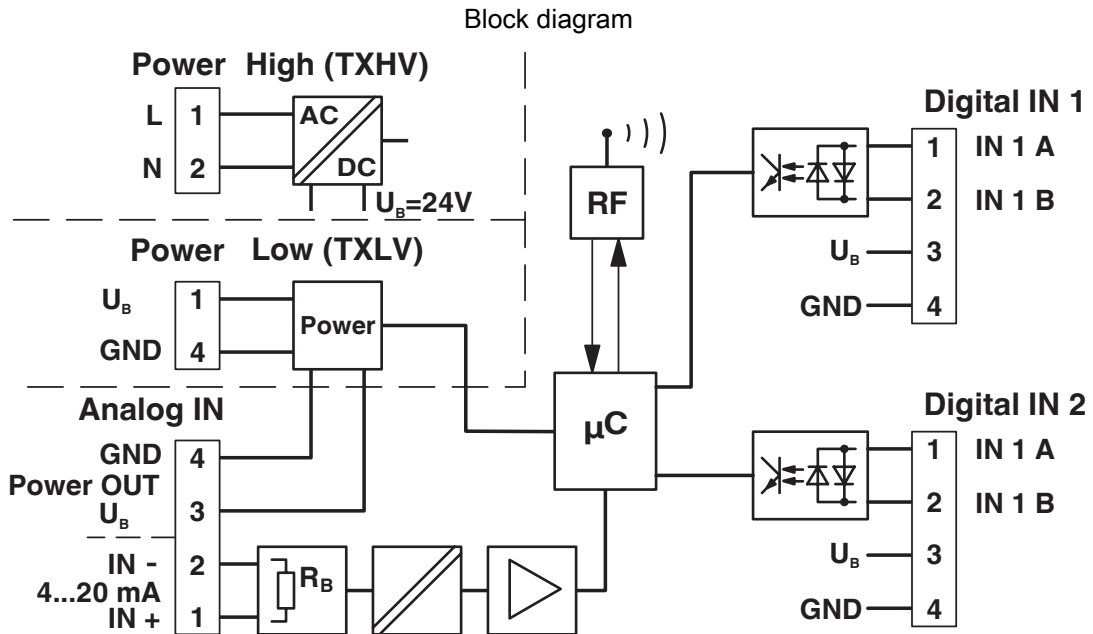 Block diagram
Power High (TXHV)
L 1
N 2
AC
DC
U_B=24V
Power Low (TXLV)
U_B 1
GND 4
Power
Analog IN
GND 4
Power OUT
U_B 3
IN - 2
4...20 mA
IN + 1
R_B
RF
µC
Digital IN 1
1 IN 1 A
2 IN 1 B
U_B 3
GND 4
Digital IN 2
1 IN 1 A
2 IN 1 B
U_B 3
GND 4